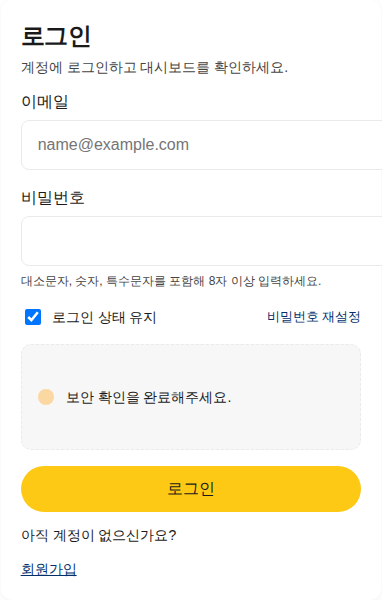 로그인
계정에 로그인하고 대시보드를 확인하세요.
이메일
name@example.com
비밀번호
대소문자, 숫자, 특수문자를 포함해 8자 이상 입력하세요.
로그인 상태 유지
비밀번호 재설정
보안 확인을 완료해주세요.
로그인
아직 계정이 없으신가요?
회원가입